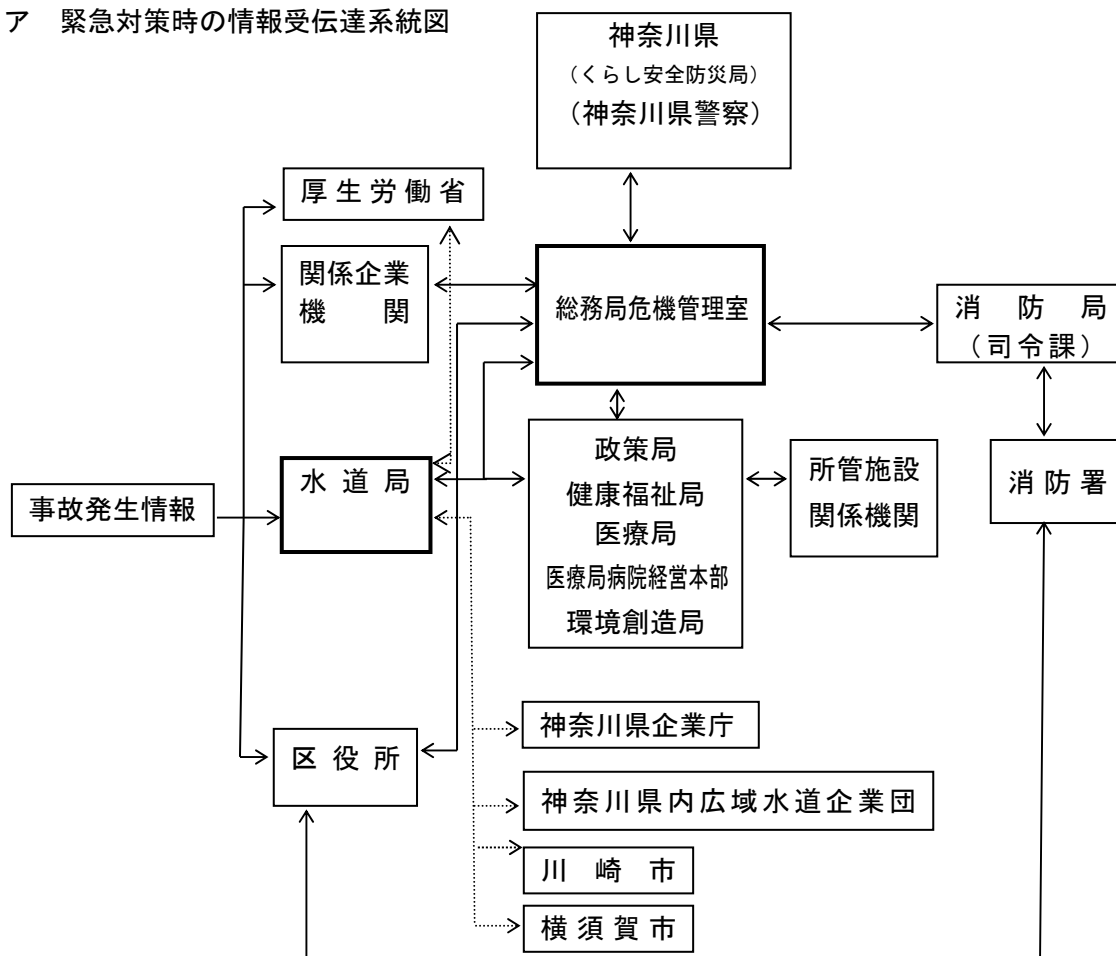 ア 緊急対策時の情報受伝達系統図
神奈川県
（くらし安全防災局）
（神奈川県警察）
厚生労働省
関係企業
機関
総務局危機管理室
消防局
（司令課）
水道局
事故発生情報
政策局
健康福祉局
医療局
医療局病院経営本部
環境創造局
所管施設
関係機関
消防署
区役所
神奈川県企業庁
神奈川県内広域水道企業団
川崎市
横須賀市